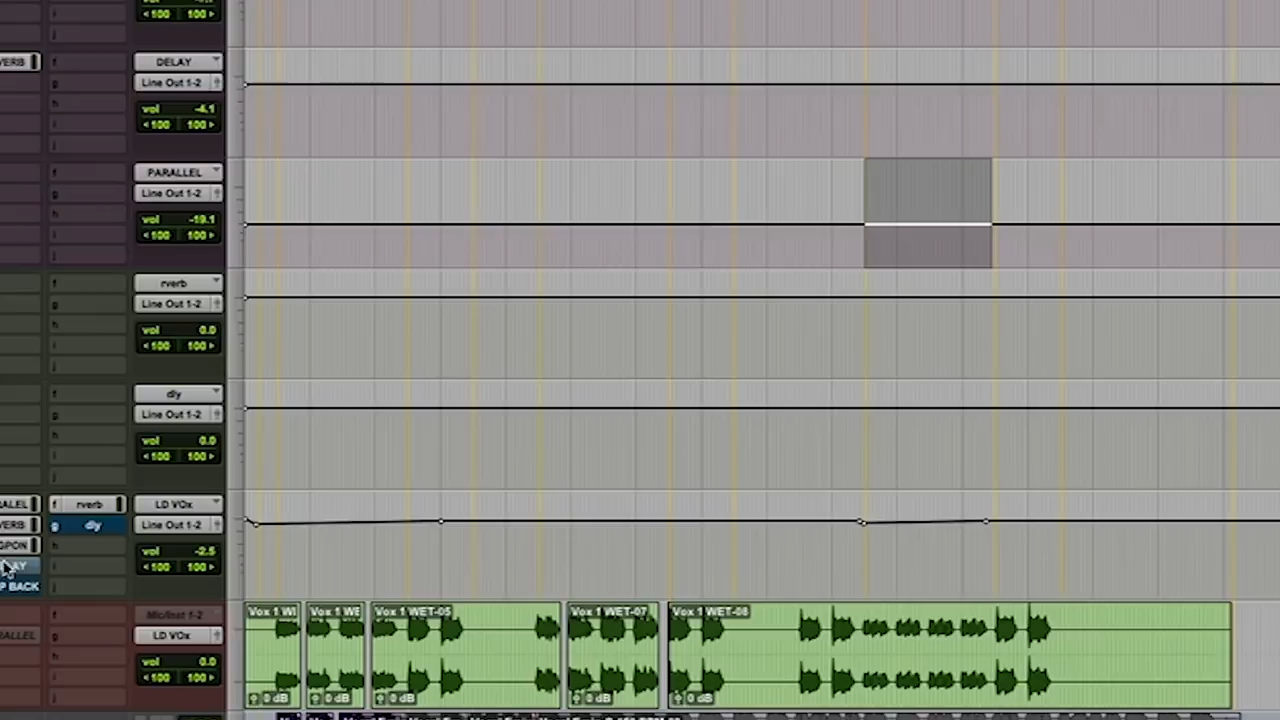 100 100
j
VERB f DELAY
g Line Out 1-2
h vol -4.1
i 100 100
j
f PARALLEL
g Line Out 1-2
h vol -19.1
i 100 100
j
f rverb
g Line Out 1-2
h vol 0.0
i 100 100
j
f dly
g Line Out 1-2
h vol 0.0
i 100 100
j
RALEL f rverb LD VOx
VERB g dly Line Out 1-2
GPON h vol -2.5
LAY i 100 100
P BACK j
f Mic/Inst 1-2 Vox 1 WE Vox 1 WE Vox 1 WET-05 Vox 1 WET-07 Vox 1 WET-08
RALLEL g LD VOx
h vol 0.0
i 100 100
j 0 dB 0 dB 0 dB 0 dB 0 dB